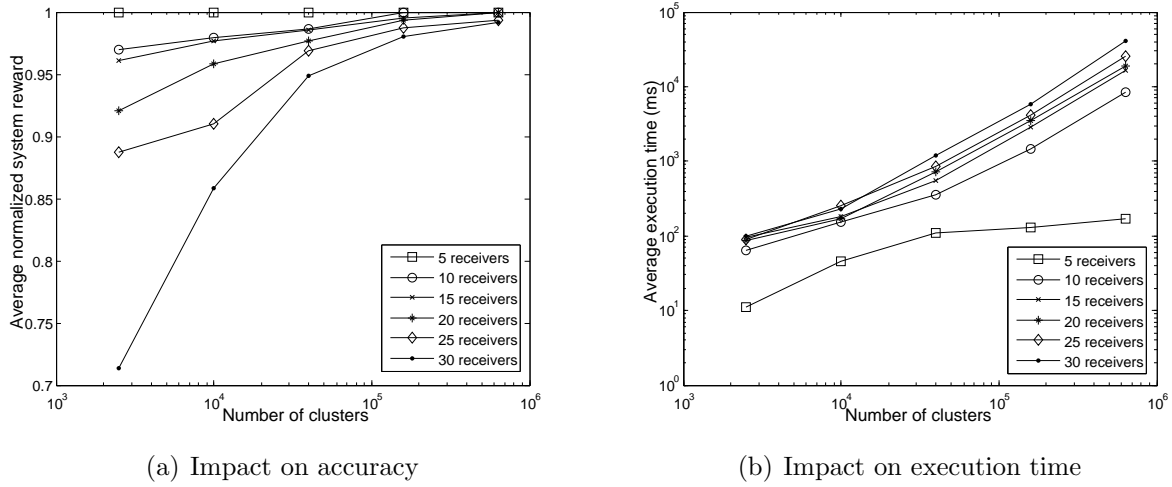 Average normalized system reward
1
0.95
0.9
0.85
0.8
0.75
0.7
10^3
10^4
10^5
10^6
Number of clusters
5 receivers
10 receivers
15 receivers
20 receivers
25 receivers
30 receivers
(a) Impact on accuracy
Average execution time (ms)
10^5
10^4
10^3
10^2
10^1
10^0
10^3
10^4
10^5
10^6
Number of clusters
5 receivers
10 receivers
15 receivers
20 receivers
25 receivers
30 receivers
(b) Impact on execution time